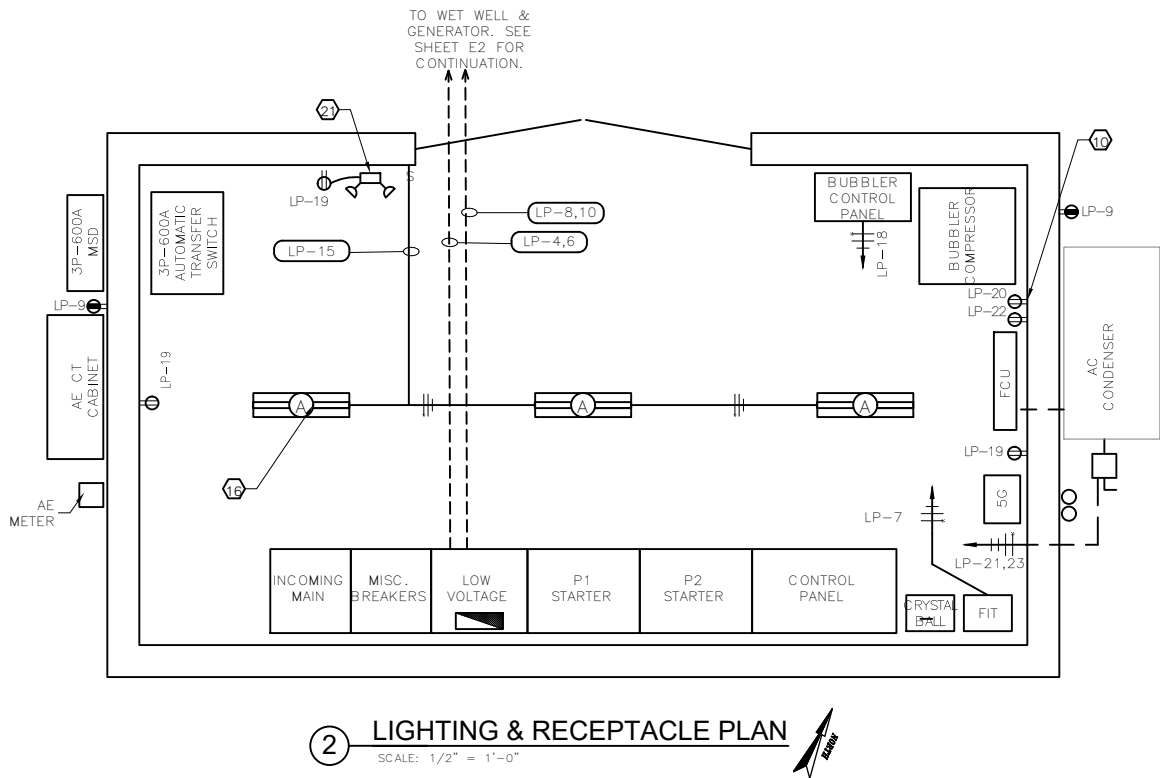 TO WET WELL &
GENERATOR. SEE
SHEET E2 FOR
CONTINUATION.
21
10
S
LP-19
3P-600A
MSD
3P-600A
AUTOMATIC
TRANSFER
SWITCH
LP-15
LP-8,10
LP-4,6
BUBBLER
CONTROL
PANEL
LP-18
BUBBLER
COMPRESSOR
LP-9
LP-9
LP-20
LP-22
AE CT
CABINET
LP-19
A
A
A
FCU
AC
CONDENSER
16
LP-19
AE
METER
LP-7
5G
LP-21,23
INCOMING
MAIN
MISC.
BREAKERS
LOW
VOLTAGE
P1
STARTER
P2
STARTER
CONTROL
PANEL
CRYSTAL
BALL
FIT
2
LIGHTING & RECEPTACLE PLAN
SCALE: 1/2" = 1'-0"
NORTH